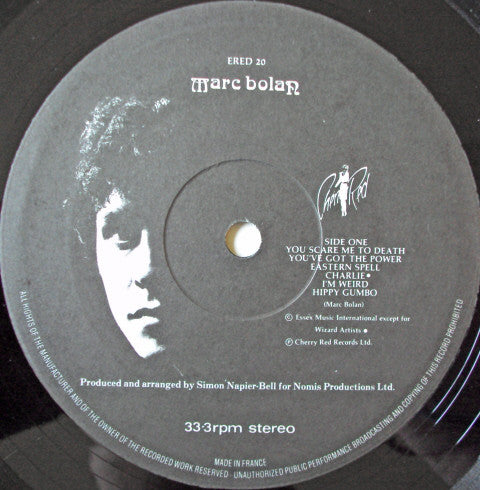 ERED 20
marc bolan
Cherry Red
SIDE ONE
YOU SCARE ME TO DEATH
YOU'VE GOT THE POWER
EASTERN SPELL
CHARLIE●
I'M WEIRD
HIPPY GUMBO
(Marc Bolan)
© Essex Music International except for
Wizard Artists ●
℗ Cherry Red Records Ltd.
Produced and arranged by Simon Napier-Bell for Nomis Productions Ltd.
33·3rpm stereo
MADE IN FRANCE
ALL RIGHTS OF THE MANUFACTURER AND OF THE OWNER OF THE RECORDED WORK RESERVED - UNAUTHORIZED PUBLIC PERFORMANCE BROADCASTING AND COPYING OF THIS RECORD PROHIBITED